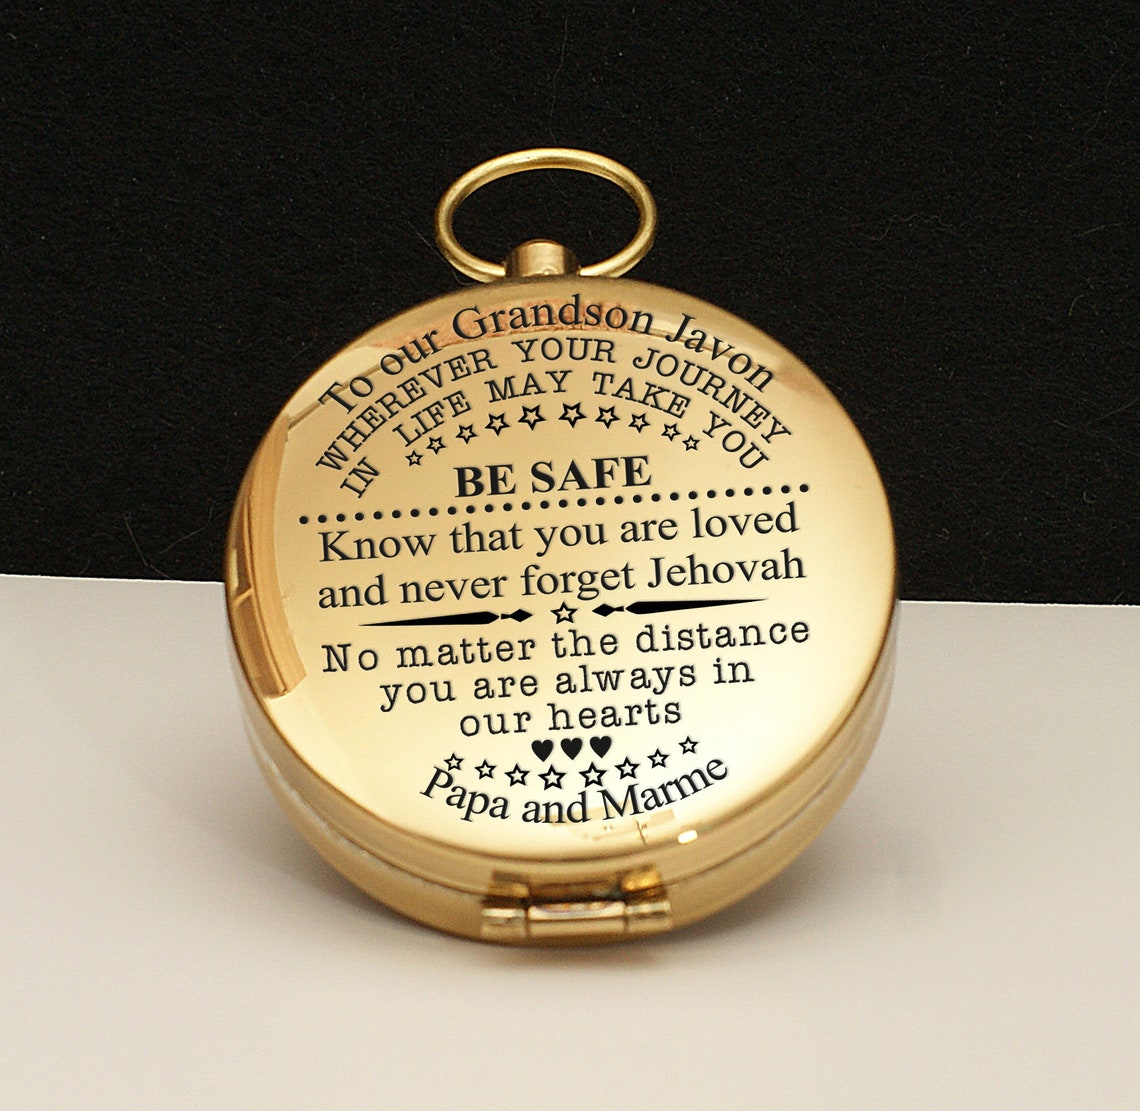 To our Grandson Javon
WHEREVER YOUR JOURNEY
IN LIFE MAY TAKE YOU
BE SAFE
Know that you are loved
and never forget Jehovah
No matter the distance
you are always in
our hearts
Papa and Marme